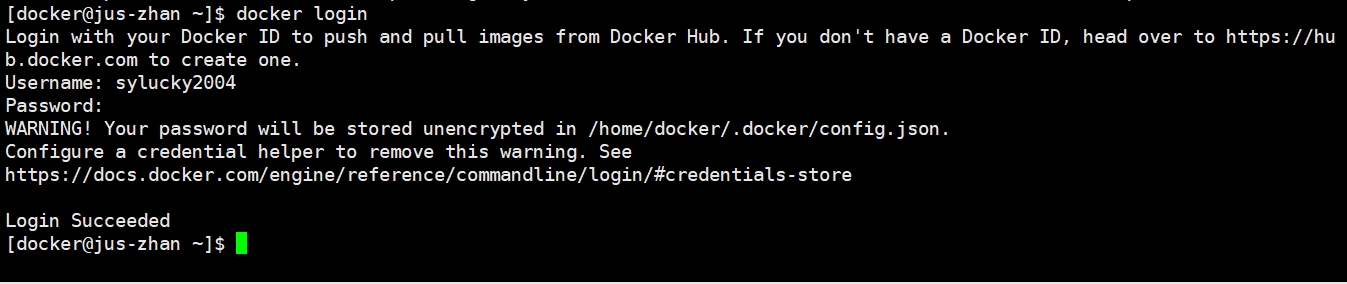 [docker@jus-zhan ~]$ docker login
Login with your Docker ID to push and pull images from Docker Hub. If you don't have a Docker ID, head over to https://hu
b.docker.com to create one.
Username: sylucky2004
Password:
WARNING! Your password will be stored unencrypted in /home/docker/.docker/config.json.
Configure a credential helper to remove this warning. See
https://docs.docker.com/engine/reference/commandline/login/#credentials-store
Login Succeeded
[docker@jus-zhan ~]$